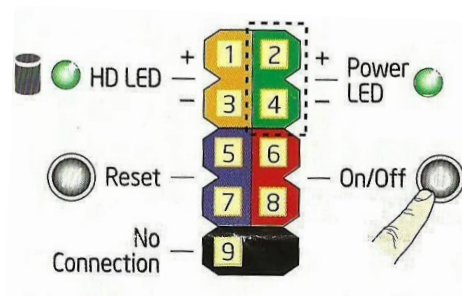 + 1 2 +
HD LED
Power
LED
− 3 4 −
5 6
Reset
On/Off
7 8
No
Connection
9